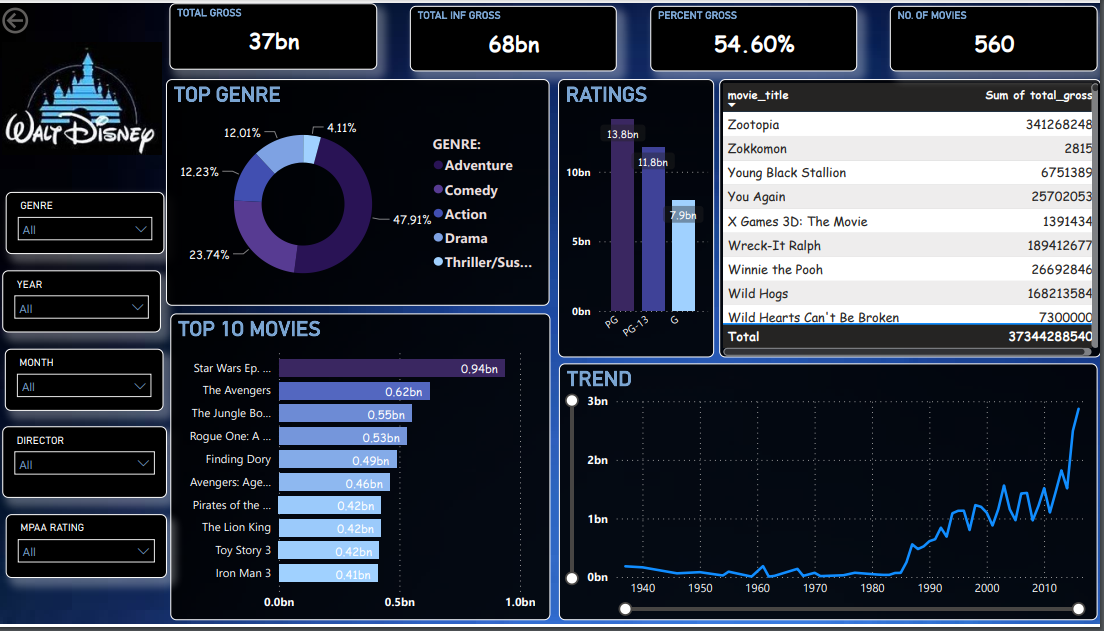 TOTAL GROSS
37bn
TOTAL INF GROSS
68bn
PERCENT GROSS
54.60%
NO. OF MOVIES
560
WALT DISNEY
GENRE
All
YEAR
All
MONTH
All
DIRECTOR
All
MPAA RATING
All
TOP GENRE
4.11%
12.01%
12.23%
47.91%
23.74%
GENRE:
Adventure
Comedy
Action
Drama
Thriller/Sus...
RATINGS
13.8bn
11.8bn
7.9bn
10bn
5bn
0bn
PG
PG-13
G
movie_title Sum of total_gross
Zootopia 341268248
Zokkomon 2815
Young Black Stallion 6751389
You Again 25702053
X Games 3D: The Movie 1391434
Wreck-It Ralph 189412677
Winnie the Pooh 26692846
Wild Hogs 168213584
Wild Hearts Can't Be Broken 7300000
Total 37344288540
TOP 10 MOVIES
Star Wars Ep. ... 0.94bn
The Avengers 0.62bn
The Jungle Bo... 0.55bn
Rogue One: A ... 0.53bn
Finding Dory 0.49bn
Avengers: Age... 0.46bn
Pirates of the ... 0.42bn
The Lion King 0.42bn
Toy Story 3 0.42bn
Iron Man 3 0.41bn
0.0bn 0.5bn 1.0bn
TREND
3bn
2bn
1bn
0bn
1940 1950 1960 1970 1980 1990 2000 2010